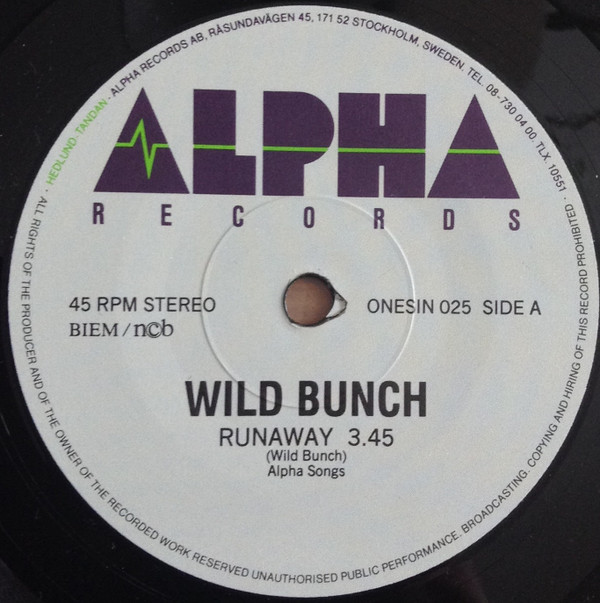 HEDLUND TANDAN · ALPHA RECORDS AB, RÅSUNDAVÄGEN 45, 171 52 STOCKHOLM, SWEDEN. TEL. 08-730 04 00. TLX. 10551 ·
ALPHA
RECORDS
45 RPM STEREO
BIEM/ncb
ONESIN 025 SIDE A
WILD BUNCH
RUNAWAY 3.45
(Wild Bunch)
Alpha Songs
· ALL RIGHTS OF THE PRODUCER AND OF THE OWNER OF THE RECORDED WORK RESERVED UNAUTHORISED PUBLIC PERFORMANCE. BROADCASTING. COPYING AND HIRING OF THIS RECORD PROHIBITED ·